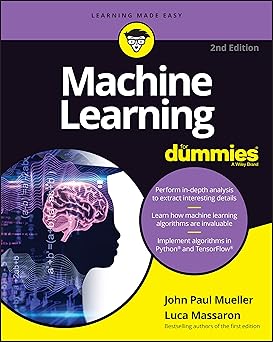 LEARNING MADE EASY
2nd Edition
Machine
Learning
for
dummies
A Wiley Brand
Perform in-depth analysis
to extract interesting details
Learn how machine learning
algorithms are invaluable
Implement algorithms in
Python® and TensorFlow®
John Paul Mueller
Luca Massaron
Bestselling authors of the first edition